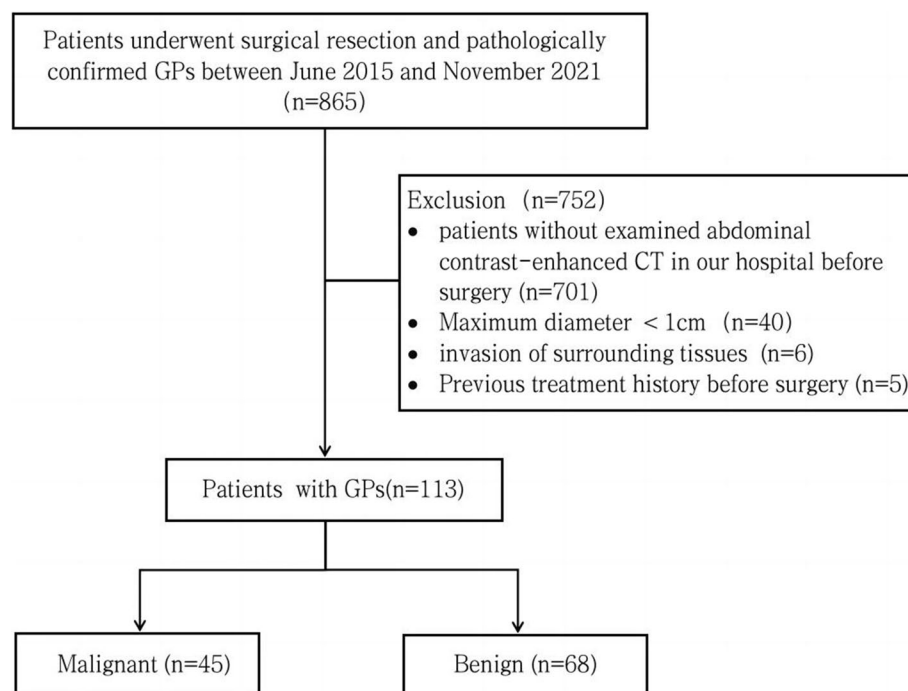 Patients underwent surgical resection and pathologically
confirmed GPs between June 2015 and November 2021
(n=865)
Exclusion (n=752)
• patients without examined abdominal
contrast-enhanced CT in our hospital before
surgery (n=701)
• Maximum diameter < 1cm (n=40)
• invasion of surrounding tissues (n=6)
• Previous treatment history before surgery (n=5)
Patients with GPs(n=113)
Malignant (n=45)
Benign (n=68)